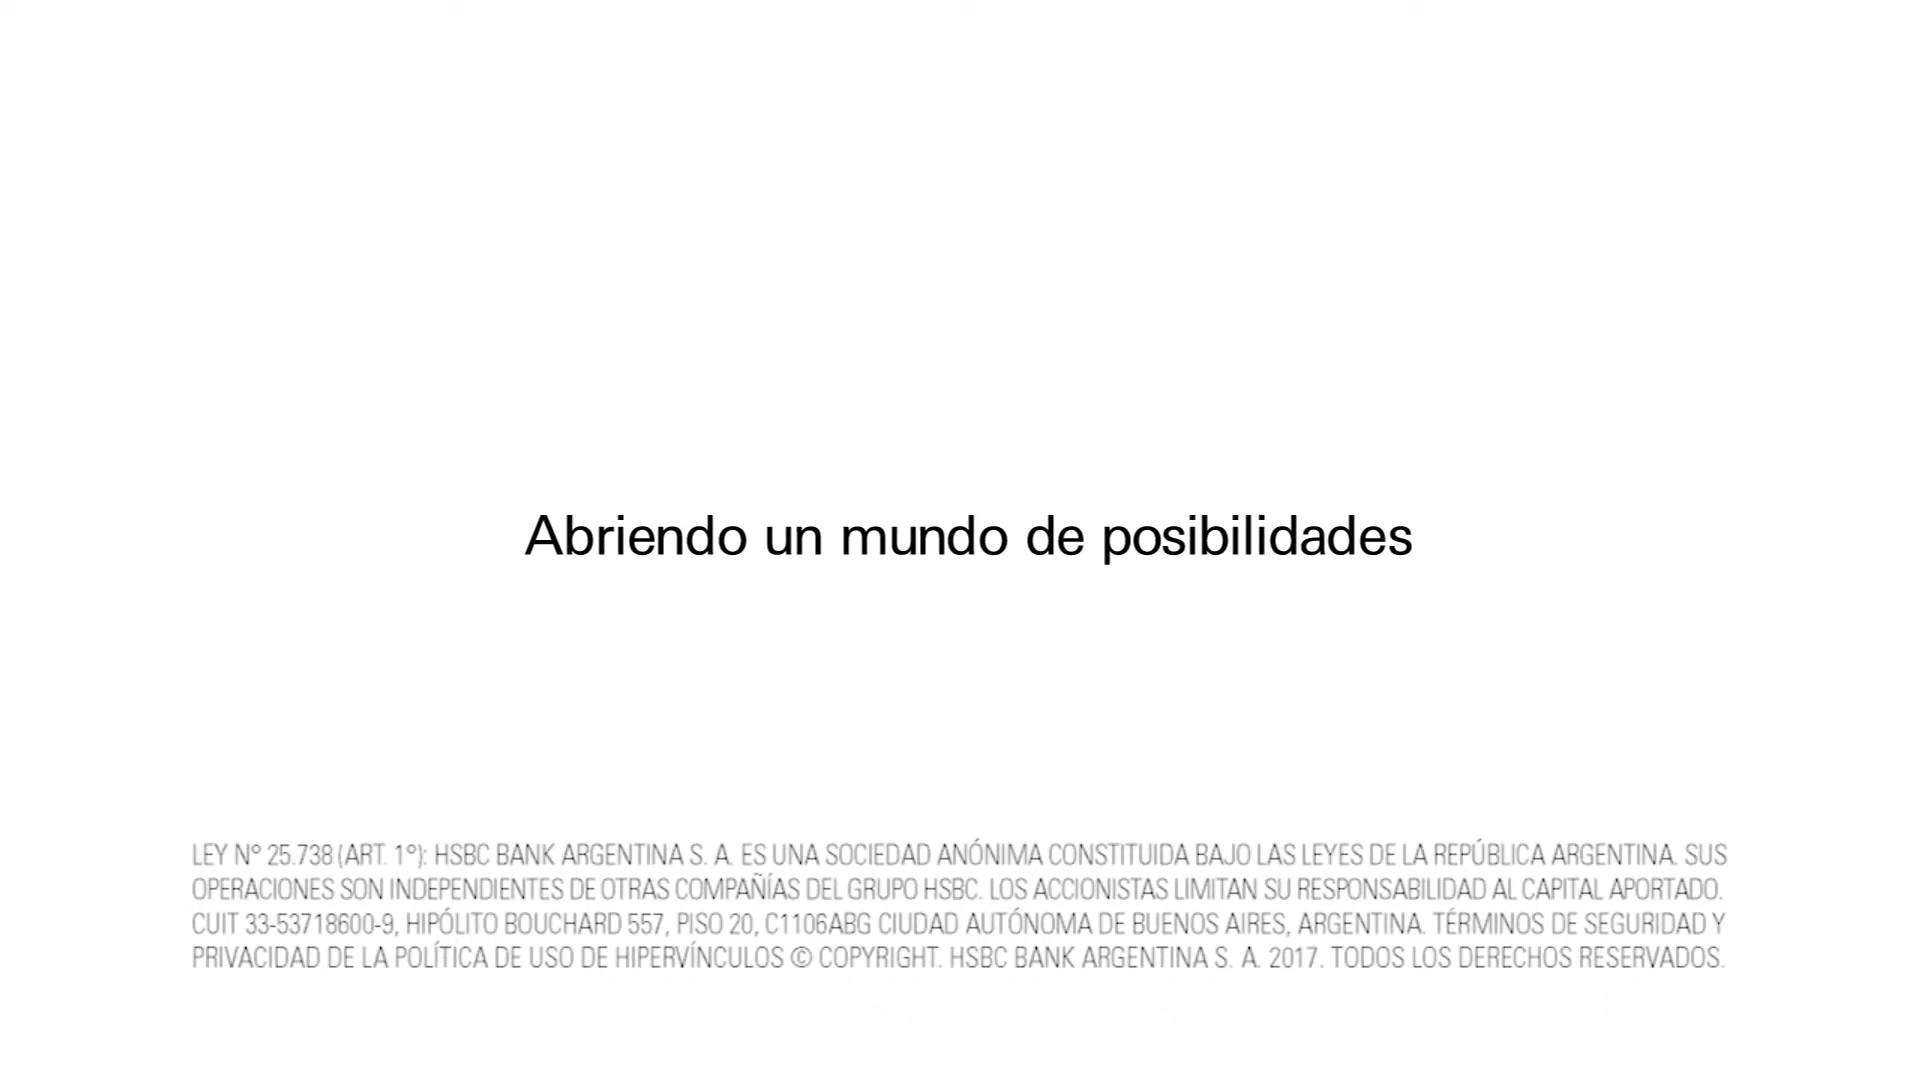 Abriendo un mundo de posibilidades
LEY Nº 25.738 (ART. 1º): HSBC BANK ARGENTINA S. A. ES UNA SOCIEDAD ANÓNIMA CONSTITUIDA BAJO LAS LEYES DE LA REPÚBLICA ARGENTINA. SUS
OPERACIONES SON INDEPENDIENTES DE OTRAS COMPAÑÍAS DEL GRUPO HSBC. LOS ACCIONISTAS LIMITAN SU RESPONSABILIDAD AL CAPITAL APORTADO.
CUIT 33-53718600-9, HIPÓLITO BOUCHARD 557, PISO 20, C1106ABG CIUDAD AUTÓNOMA DE BUENOS AIRES, ARGENTINA. TÉRMINOS DE SEGURIDAD Y
PRIVACIDAD DE LA POLÍTICA DE USO DE HIPERVÍNCULOS © COPYRIGHT. HSBC BANK ARGENTINA S. A. 2017. TODOS LOS DERECHOS RESERVADOS.